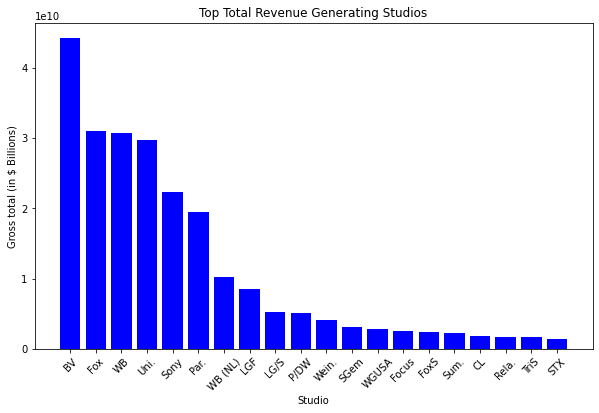 Top Total Revenue Generating Studios
1e10
Gross total (in $ Billions)
4
3
2
1
0
BV Fox WB Uni. Sony Par. WB (NL) LGF LG/S P/DW Wein. SGem WGUSA Focus FoxS Sum. CL Rela. TriS STX
Studio